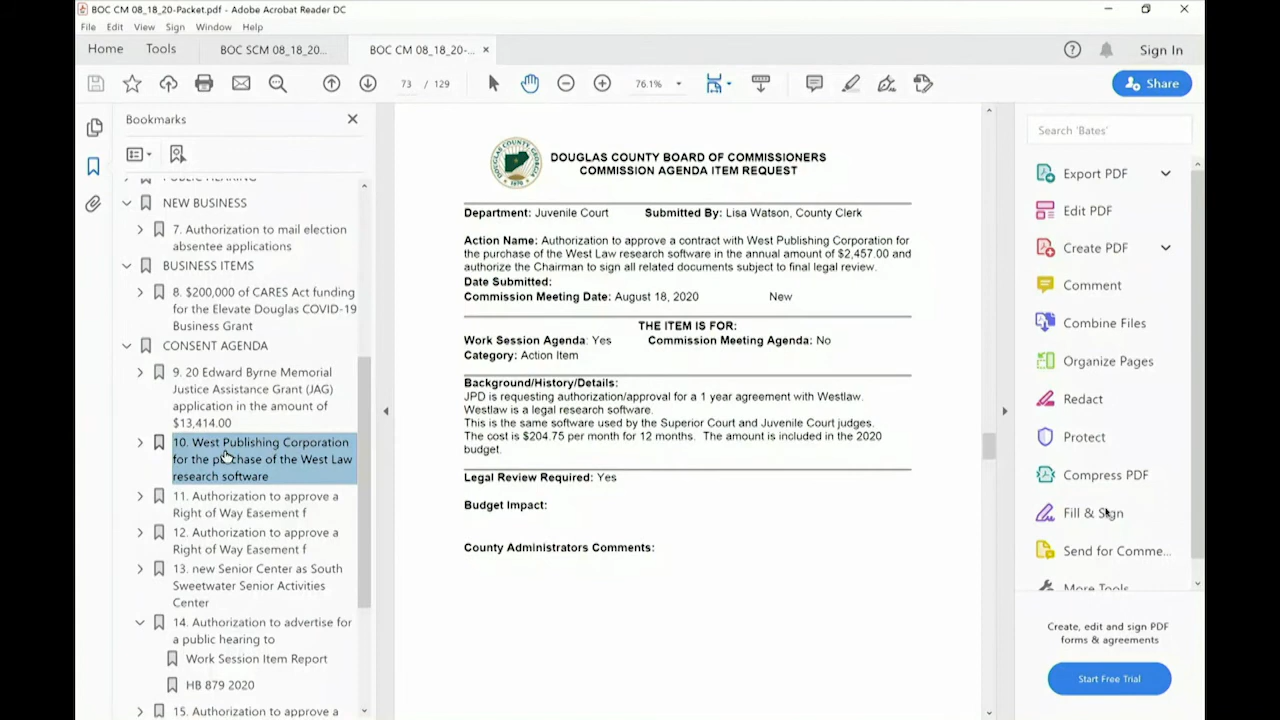 BOC CM 08_18_20-Packet.pdf - Adobe Acrobat Reader DC
File Edit View Sign Window Help
Home Tools BOC SCM 08_18_20... BOC CM 08_18_20-... × Sign In
73 / 129 76.1% Share
Bookmarks
PUBLIC HEARING
NEW BUSINESS
7. Authorization to mail election
absentee applications
BUSINESS ITEMS
8. $200,000 of CARES Act funding
for the Elevate Douglas COVID-19
Business Grant
CONSENT AGENDA
9. 20 Edward Byrne Memorial
Justice Assistance Grant (JAG)
application in the amount of
$13,414.00
10. West Publishing Corporation
for the purchase of the West Law
research software
11. Authorization to approve a
Right of Way Easement f
12. Authorization to approve a
Right of Way Easement f
13. new Senior Center as South
Sweetwater Senior Activities
Center
14. Authorization to advertise for
a public hearing to
Work Session Item Report
HB 879 2020
15. Authorization to approve a
DOUGLAS COUNTY BOARD OF COMMISSIONERS
COMMISSION AGENDA ITEM REQUEST
Department: Juvenile Court Submitted By: Lisa Watson, County Clerk
Action Name: Authorization to approve a contract with West Publishing Corporation for
the purchase of the West Law research software in the annual amount of $2,457.00 and
authorize the Chairman to sign all related documents subject to final legal review.
Date Submitted:
Commission Meeting Date: August 18, 2020 New
THE ITEM IS FOR:
Work Session Agenda: Yes Commission Meeting Agenda: No
Category: Action Item
Background/History/Details:
JPD is requesting authorization/approval for a 1 year agreement with Westlaw.
Westlaw is a legal research software.
This is the same software used by the Superior Court and Juvenile Court judges.
The cost is $204.75 per month for 12 months. The amount is included in the 2020
budget.
Legal Review Required: Yes
Budget Impact:
County Administrators Comments:
Search 'Bates'
Export PDF
Edit PDF
Create PDF
Comment
Combine Files
Organize Pages
Redact
Protect
Compress PDF
Fill & Sign
Send for Comme...
More Tools
Create, edit and sign PDF
forms & agreements
Start Free Trial